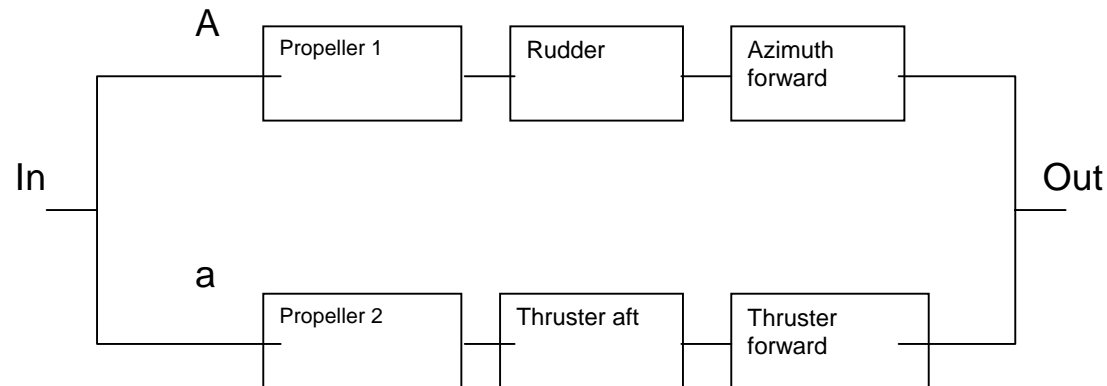 A
Propeller 1
Rudder
Azimuth
forward
In
Out
a
Propeller 2
Thruster aft
Thruster
forward